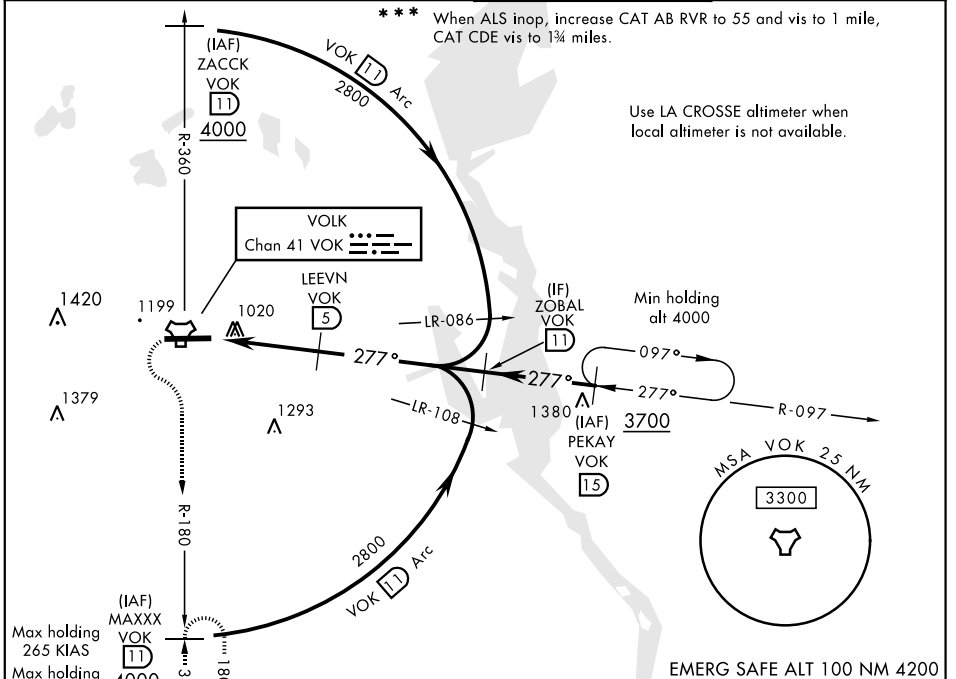 *** When ALS inop, increase CAT AB RVR to 55 and vis to 1 mile,
CAT CDE vis to 1¾ miles.
(IAF)
ZACCK
VOK
11
4000
VOK 11 Arc
2800
Use LA CROSSE altimeter when
local altimeter is not available.
R-360
VOLK
Chan 41 VOK
LEEVN
VOK
5
1420
1199
1020
LR-086
(IF)
ZOBAL
VOK
11
Min holding
alt 4000
277°
277°
097°
277°
R-097
1379
1293
LR-108
1380
(IAF)
PEKAY
VOK
15
3700
MSA VOK 25 NM
3300
R-180
2800
VOK 11 Arc
(IAF)
MAXXX
VOK
11
4000
Max holding
265 KIAS
Max holding
EMERG SAFE ALT 100 NM 4200